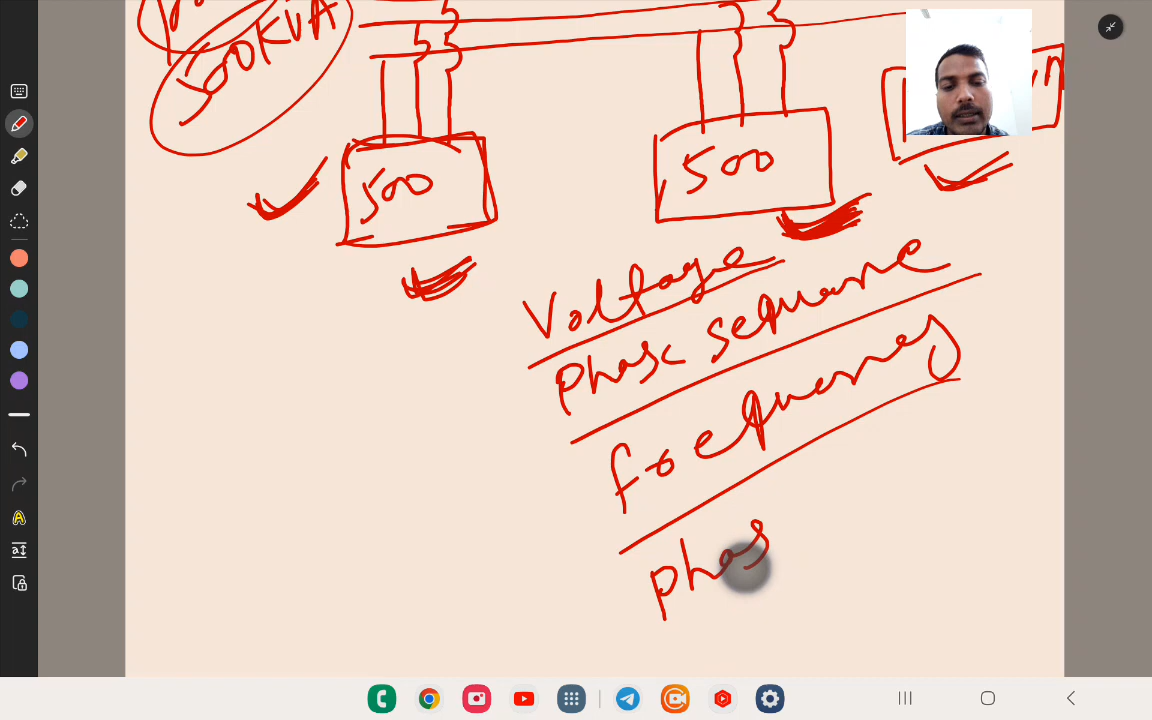 500KVA
500
500
Voltage
phase sequence
frequency
phas